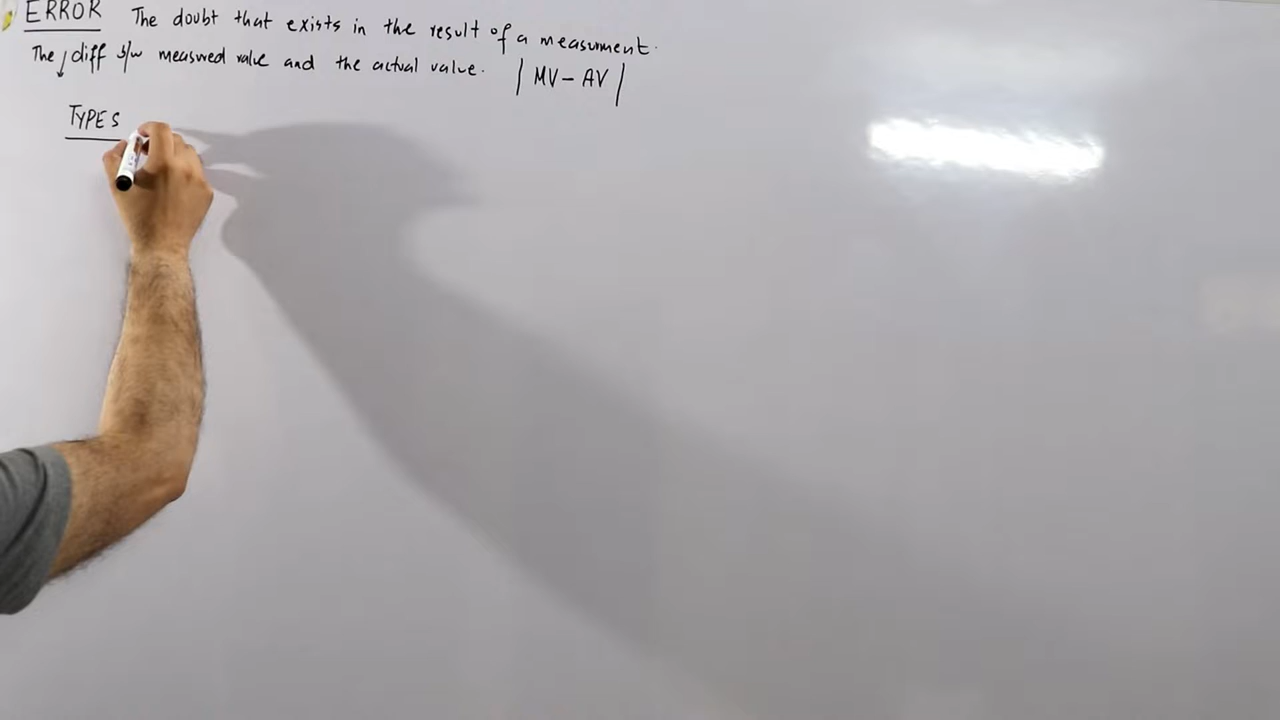 ERROR The doubt that exists in the result of a measurment.
The diff b/w measured value and the actual value. | MV - AV |
TYPES